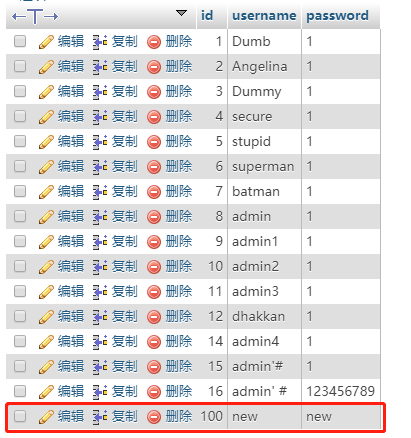 id username password
编辑 复制 删除 1 Dumb 1
编辑 复制 删除 2 Angelina 1
编辑 复制 删除 3 Dummy 1
编辑 复制 删除 4 secure 1
编辑 复制 删除 5 stupid 1
编辑 复制 删除 6 superman 1
编辑 复制 删除 7 batman 1
编辑 复制 删除 8 admin 1
编辑 复制 删除 9 admin1 1
编辑 复制 删除 10 admin2 1
编辑 复制 删除 11 admin3 1
编辑 复制 删除 12 dhakkan 1
编辑 复制 删除 14 admin4 1
编辑 复制 删除 15 admin'# 1
编辑 复制 删除 16 admin' # 123456789
编辑 复制 删除 100 new new